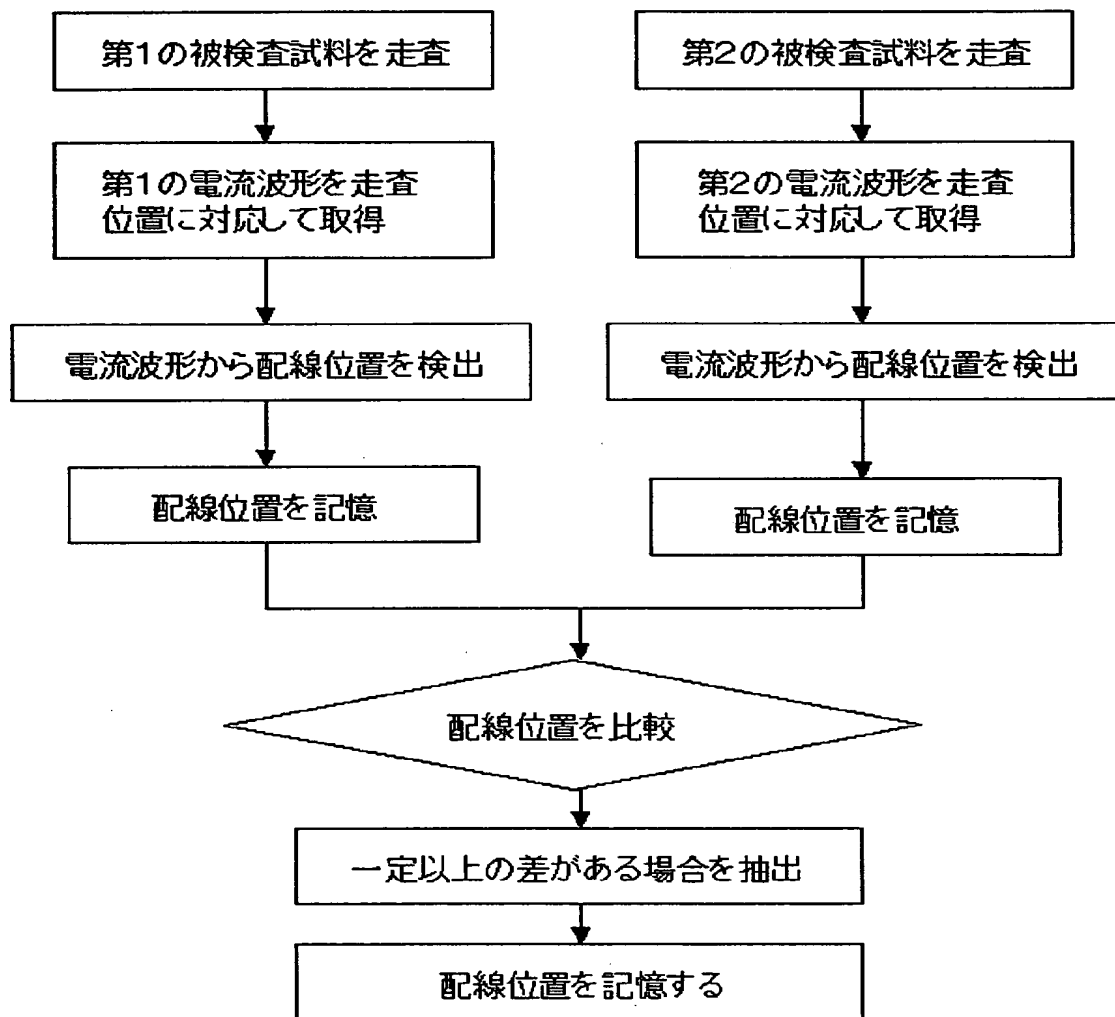 第1の被検査試料を走査
第2の被検査試料を走査
第1の電流波形を走査
位置に対応して取得
第2の電流波形を走査
位置に対応して取得
電流波形から配線位置を検出
電流波形から配線位置を検出
配線位置を記憶
配線位置を記憶
配線位置を比較
一定以上の差がある場合を抽出
配線位置を記憶する